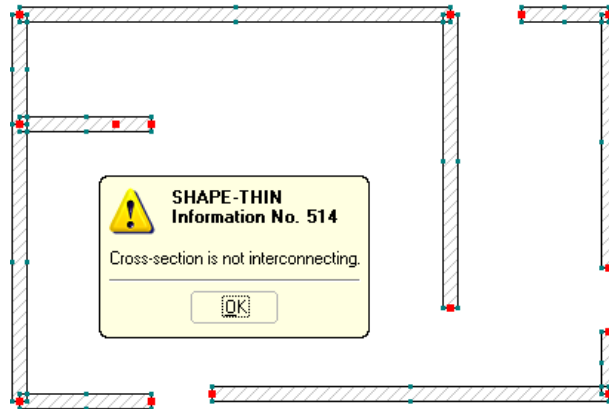 SHAPE-THIN
Information No. 514
Cross-section is not interconnecting.
OK